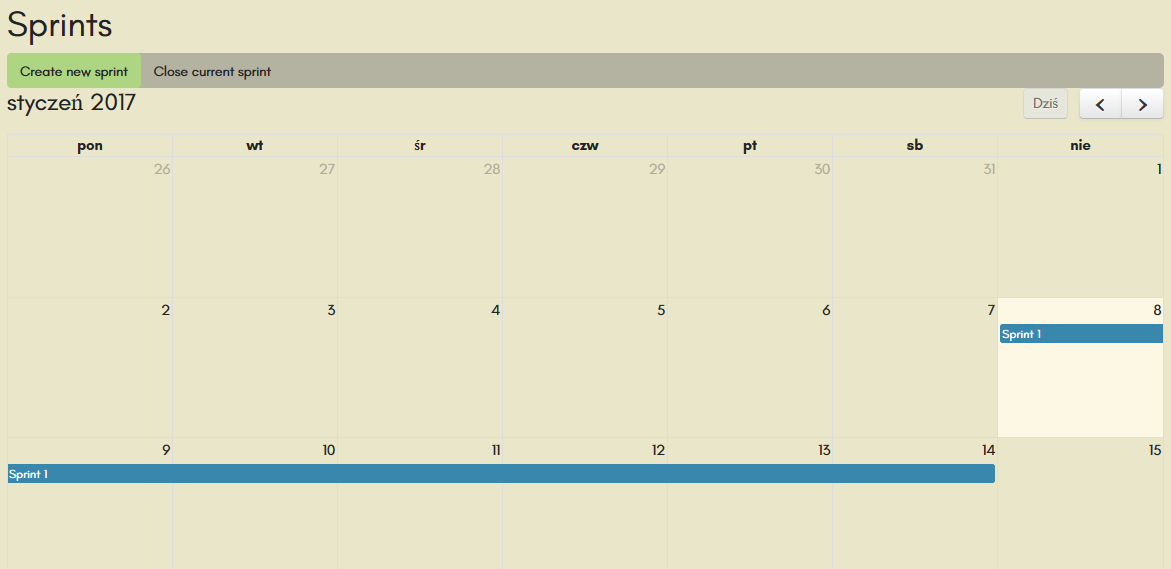 Sprints
Create new sprint Close current sprint
styczeń 2017 Dziś
pon wt śr czw pt sb nie
26 27 28 29 30 31 1
2 3 4 5 6 7 8
Sprint 1
9 10 11 12 13 14 15
Sprint 1